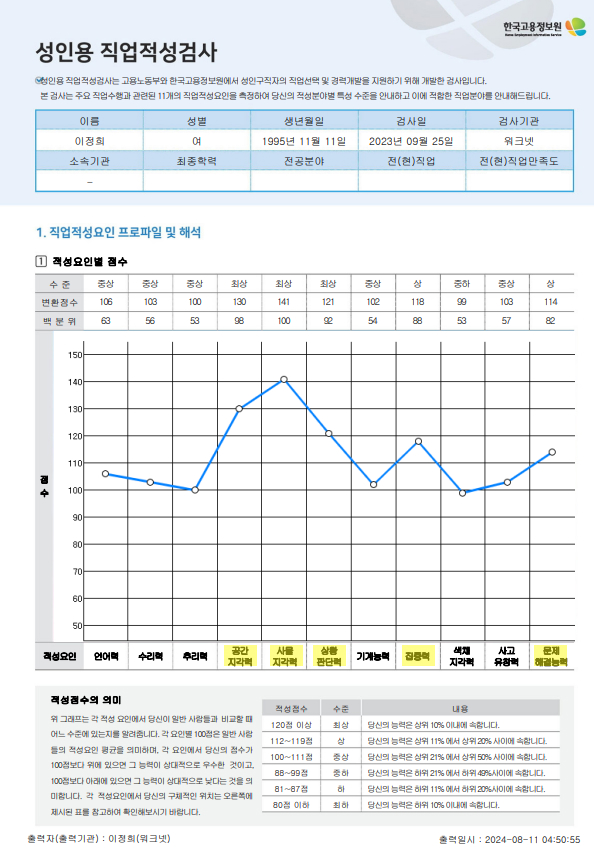 한국고용정보원
Korea Employment Information Service
성인용 직업적성검사
성인용 직업적성검사는 고용노동부와 한국고용정보원에서 성인구직자의 직업선택 및 경력개발을 지원하기 위해 개발한 검사입니다.
본 검사는 주요 직업수행과 관련된 11개의 직업적성요인을 측정하여 당신의 적성분야별 특성 수준을 안내하고 이에 적합한 직업분야를 안내해드립니다.
이름 성별 생년월일 검사일 검사기관
이정희 여 1995년 11월 11일 2023년 09월 25일 워크넷
소속기관 최종학력 전공분야 전(현)직업 전(현)직업만족도
–
1. 직업적성요인 프로파일 및 해석
1 적성요인별 점수
수 준 중상 중상 중상 최상 최상 최상 중상 상 중하 중상 상
변환점수 106 103 100 130 141 121 102 118 99 103 114
백 분 위 63 56 53 98 100 92 54 88 53 57 82
점수
150
140
130
120
110
100
90
80
70
60
50
적성요인 언어력 수리력 추리력 공간지각력 사물지각력 상황판단력 기계능력 집중력 색채지각력 사고유창력 문제해결능력
적성점수의 의미
위 그래프는 각 적성 요인에서 당신이 일반 사람들과 비교할 때
어느 수준에 있는지를 알려줍니다. 각 요인별 100점은 일반 사람
들의 적성요인 평균을 의미하며, 각 요인에서 당신의 점수가
100점보다 위에 있으면 그 능력이 상대적으로 우수한 것이고,
100점보다 아래에 있으면 그 능력이 상대적으로 낮다는 것을 의
미합니다. 각 적성요인에서 당신의 구체적인 위치는 오른쪽에
제시된 표를 참고하여 확인해보시기 바랍니다.
적성점수 수준 내용
120점 이상 최상 당신의 능력은 상위 10% 이내에 속합니다.
112~119점 상 당신의 능력은 상위 11% 에서 상위 20% 사이에 속합니다.
100~111점 중상 당신의 능력은 상위 21% 에서 상위 50% 사이에 속합니다.
88~99점 중하 당신의 능력은 하위 21% 에서 하위 49% 사이에 속합니다.
81~87점 하 당신의 능력은 하위 11% 에서 하위 20% 사이에 속합니다.
80점 이하 최하 당신의 능력은 하위 10% 이내에 속합니다.
출력자(출력기관) : 이정희(워크넷)
출력일시 : 2024-08-11 04:50:55